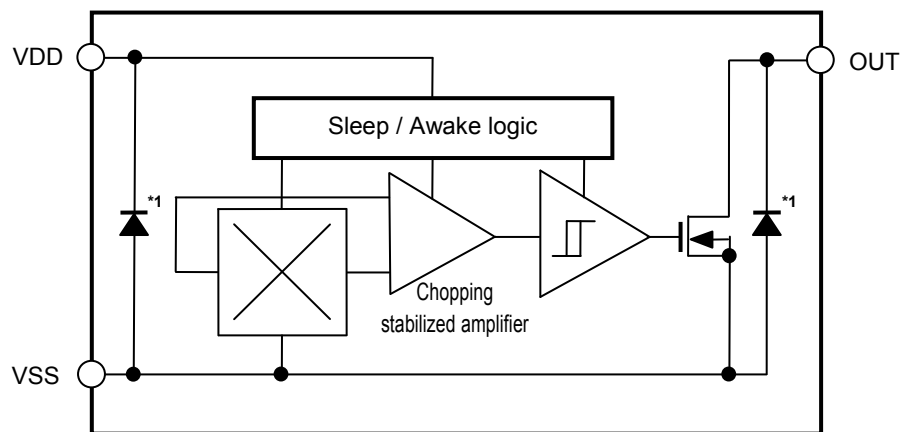 VDD
OUT
Sleep / Awake logic
*1
*1
Chopping
stabilized amplifier
VSS